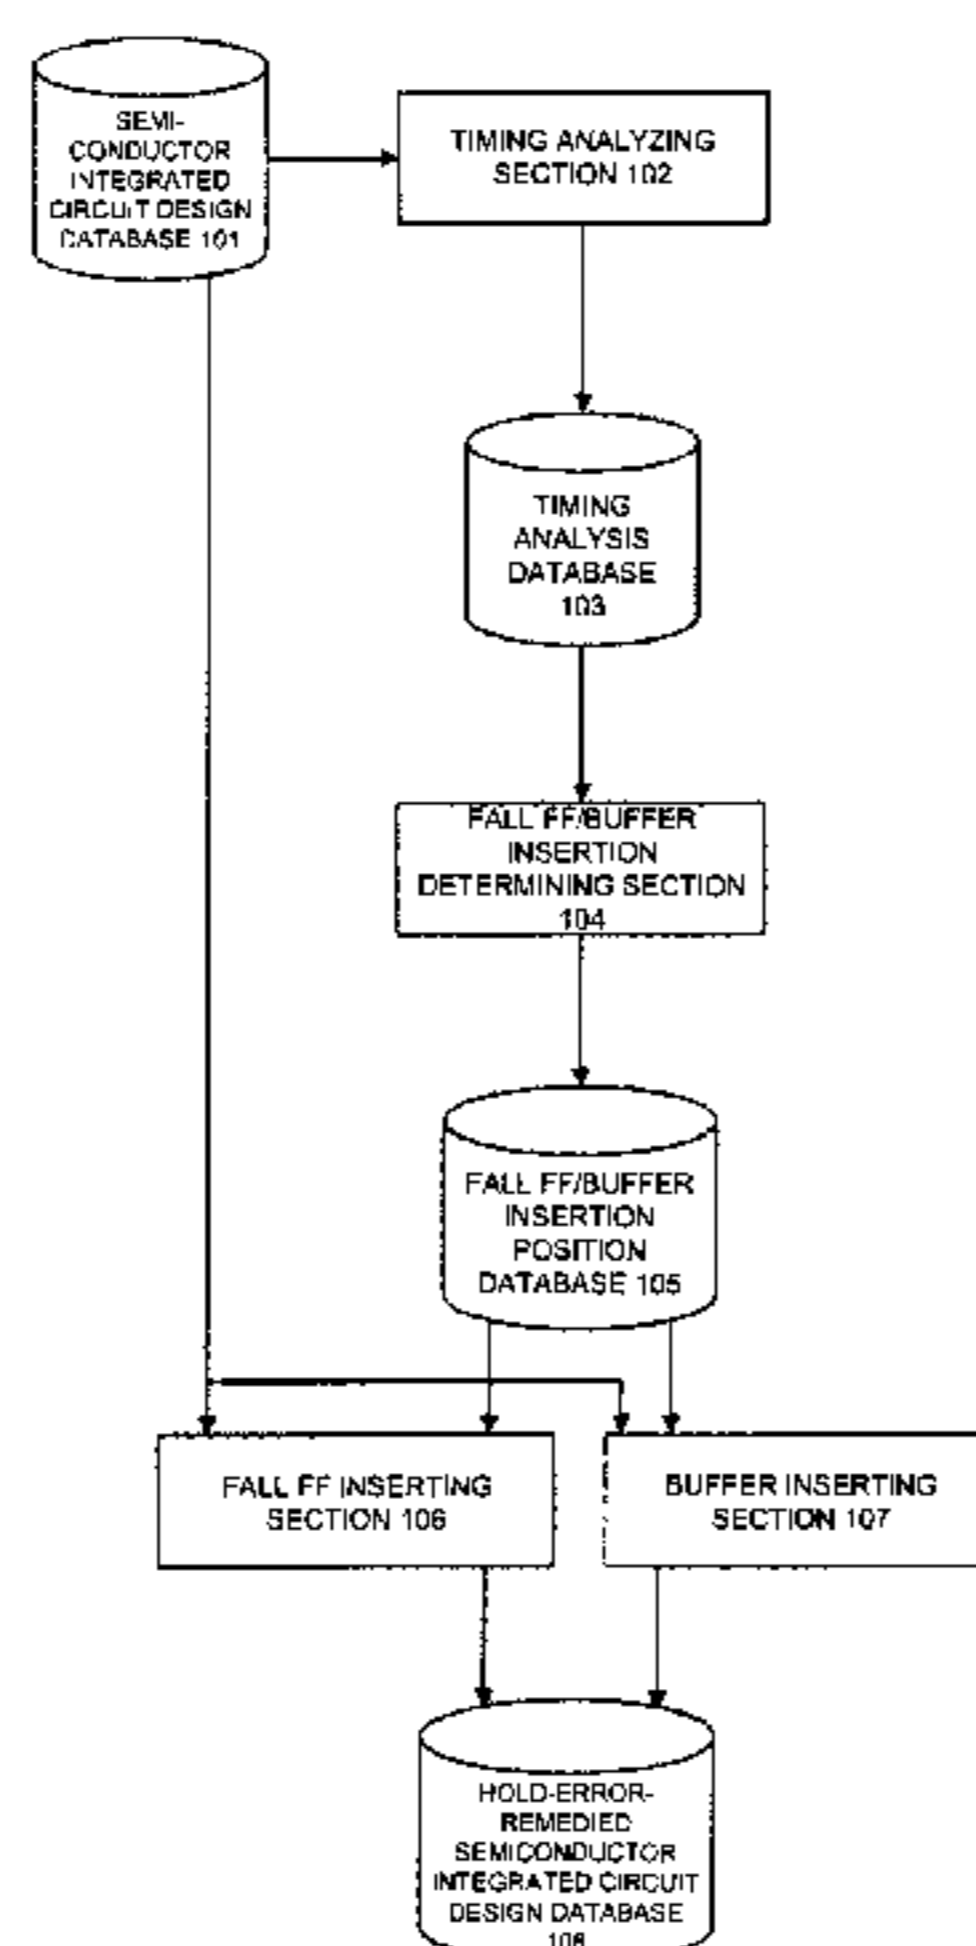 SEMI-
CONDUCTOR
INTEGRATED
CIRCUIT DESIGN
DATABASE 101
TIMING ANALYZING
SECTION 102
TIMING
ANALYSIS
DATABASE
103
FALL FF/BUFFER
INSERTION
DETERMINING SECTION
104
FALL FF/BUFFER
INSERTION
POSITION
DATABASE 105
FALL FF INSERTING
SECTION 106
BUFFER INSERTING
SECTION 107
HOLD-ERROR-
REMEDIED
SEMICONDUCTOR
INTEGRATED CIRCUIT
DESIGN DATABASE
108